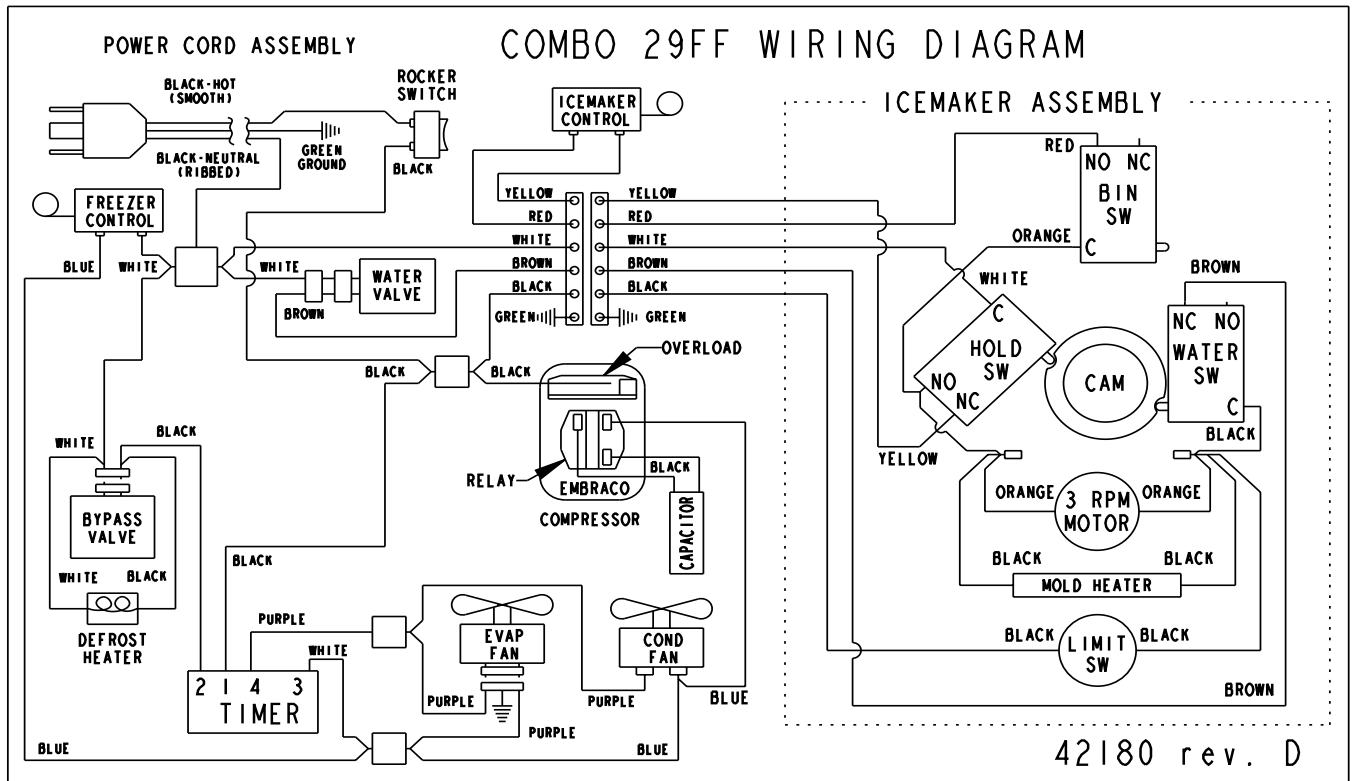 COMBO 29FF WIRING DIAGRAM
POWER CORD ASSEMBLY
BLACK-HOT
(SMOOTH)
ROCKER
SWITCH
BLACK-NEUTRAL
(RIBBED)
GREEN
GROUND
BLACK
FREEZER
CONTROL
BLUE
WHITE
WHITE
BROWN
WATER
VALVE
ICEMAKER
CONTROL
YELLOW
RED
WHITE
BROWN
BLACK
GREEN
YELLOW
RED
WHITE
BROWN
BLACK
GREEN
BLACK
BLACK
OVERLOAD
RELAY
EMBRACO
COMPRESSOR
BLACK
CAPACITOR
WHITE
BLACK
BYPASS
VALVE
WHITE
BLACK
DEFROST
HEATER
BLACK
PURPLE
WHITE
2 1 4 3
TIMER
EVAP
FAN
COND
FAN
PURPLE
PURPLE
PURPLE
BLUE
BLUE
BLUE
ICEMAKER ASSEMBLY
RED
NO NC
BIN
SW
C
ORANGE
WHITE
C
HOLD
SW
NO
NC
CAM
BROWN
NC NO
WATER
SW
C
BLACK
YELLOW
ORANGE
3 RPM
MOTOR
ORANGE
BLACK
BLACK
MOLD HEATER
BLACK
LIMIT
SW
BLACK
BROWN
42180 rev. D